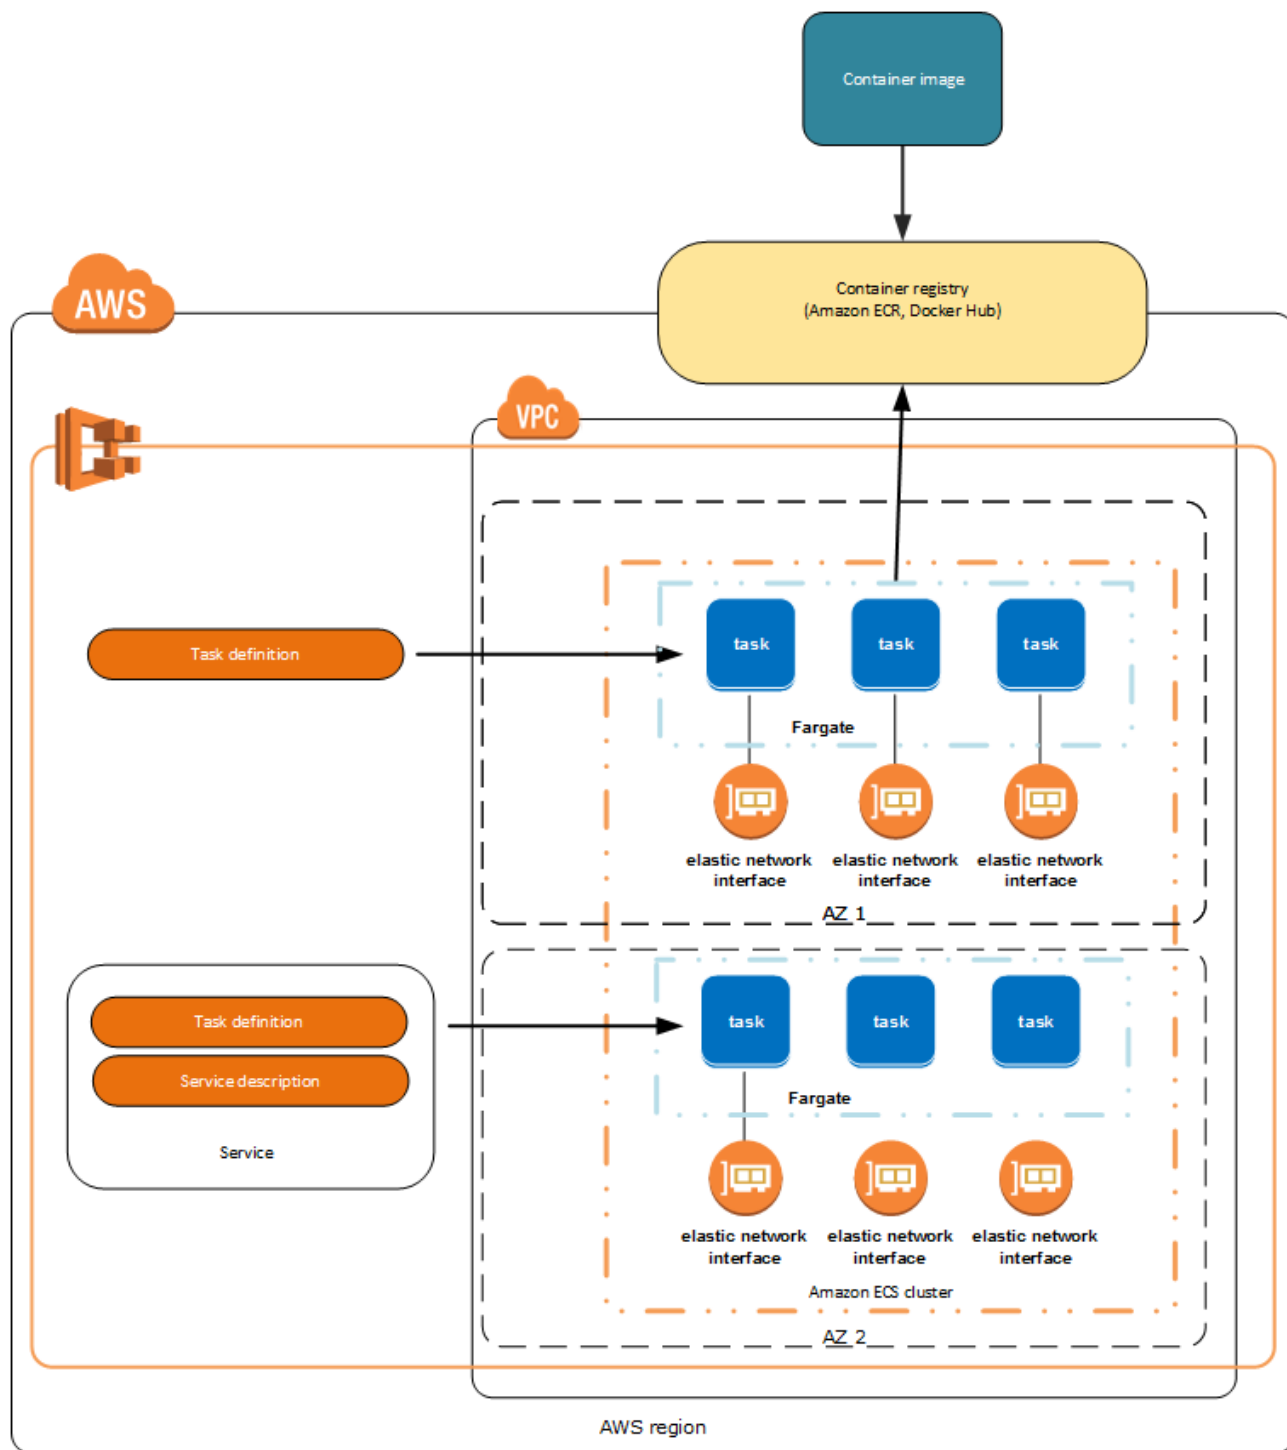 Container image
Container registry
(Amazon ECR, Docker Hub)
AWS
VPC
Task definition
task
task
task
Fargate
elastic network
interface
elastic network
interface
elastic network
interface
AZ 1
Task definition
Service description
Service
task
task
task
Fargate
elastic network
interface
elastic network
interface
elastic network
interface
Amazon ECS cluster
AZ 2
AWS region